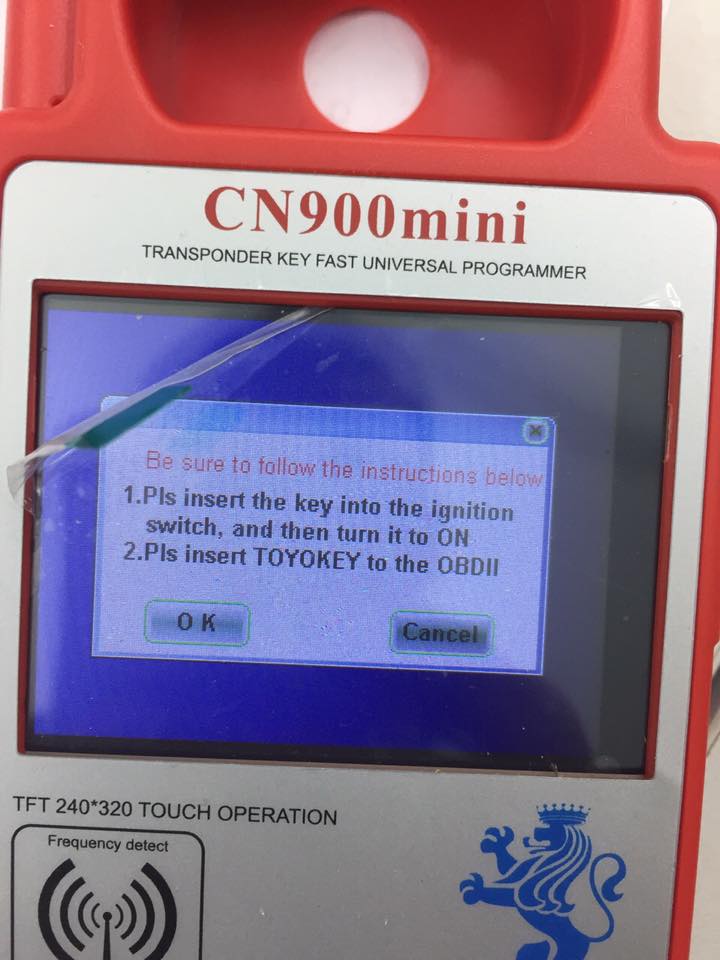 CN900mini
TRANSPONDER KEY FAST UNIVERSAL PROGRAMMER
Be sure to follow the instructions below
1.Pls insert the key into the ignition
switch, and then turn it to ON
2.Pls insert TOYOKEY to the OBDII
OK
Cancel
TFT 240*320 TOUCH OPERATION
Frequency detect